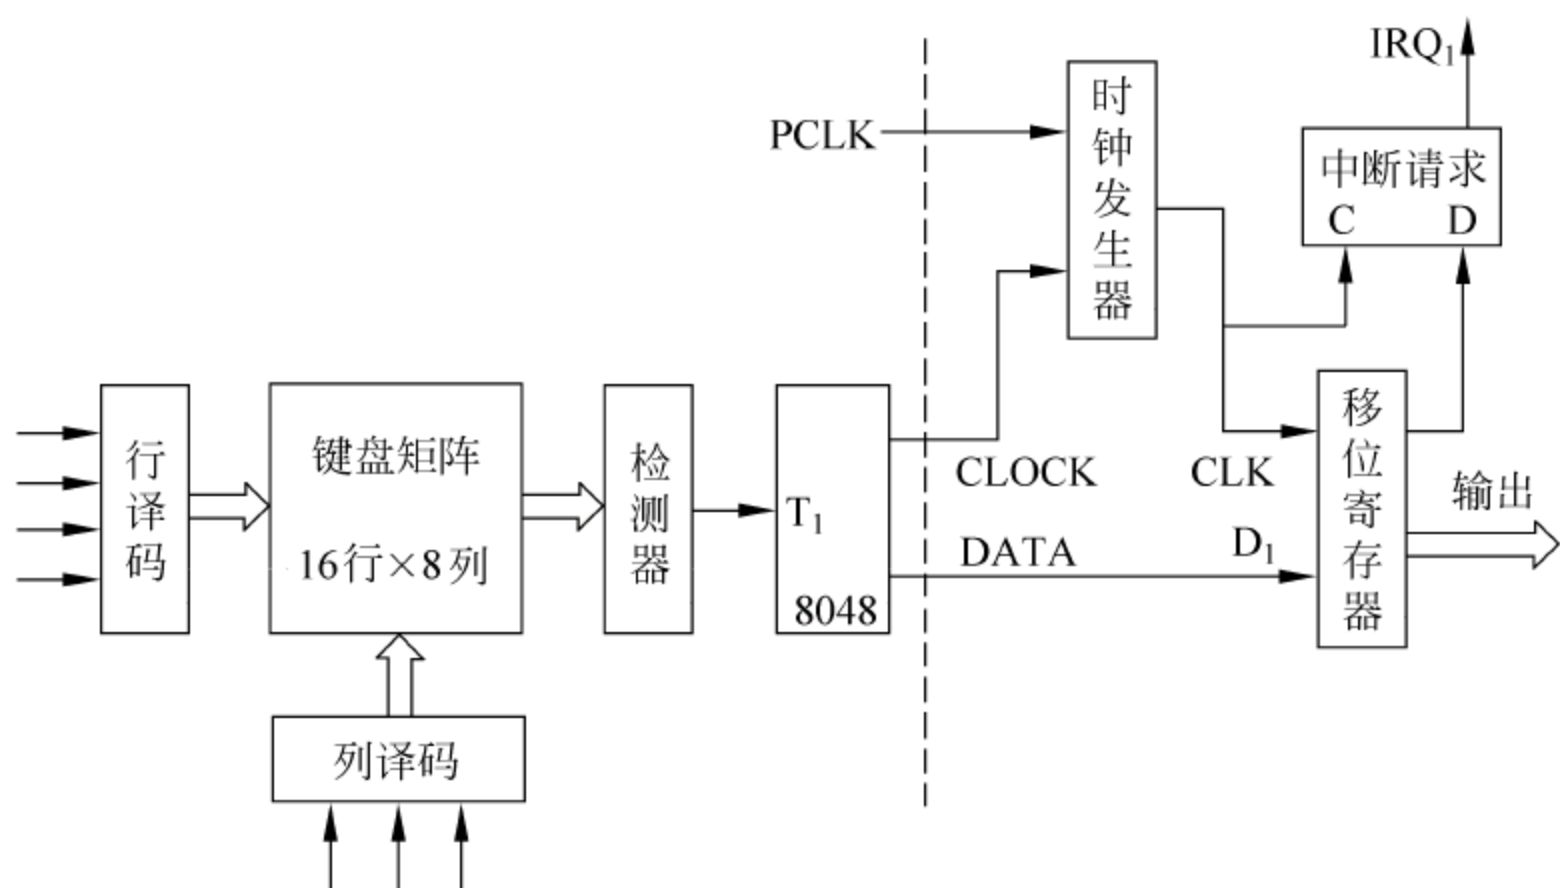 IRQ₁
时钟发生器
PCLK
中断请求
C D
行译码
键盘矩阵
16行×8列
检测器
T₁
8048
CLOCK
CLK
DATA
D₁
移位寄存器
输出
列译码